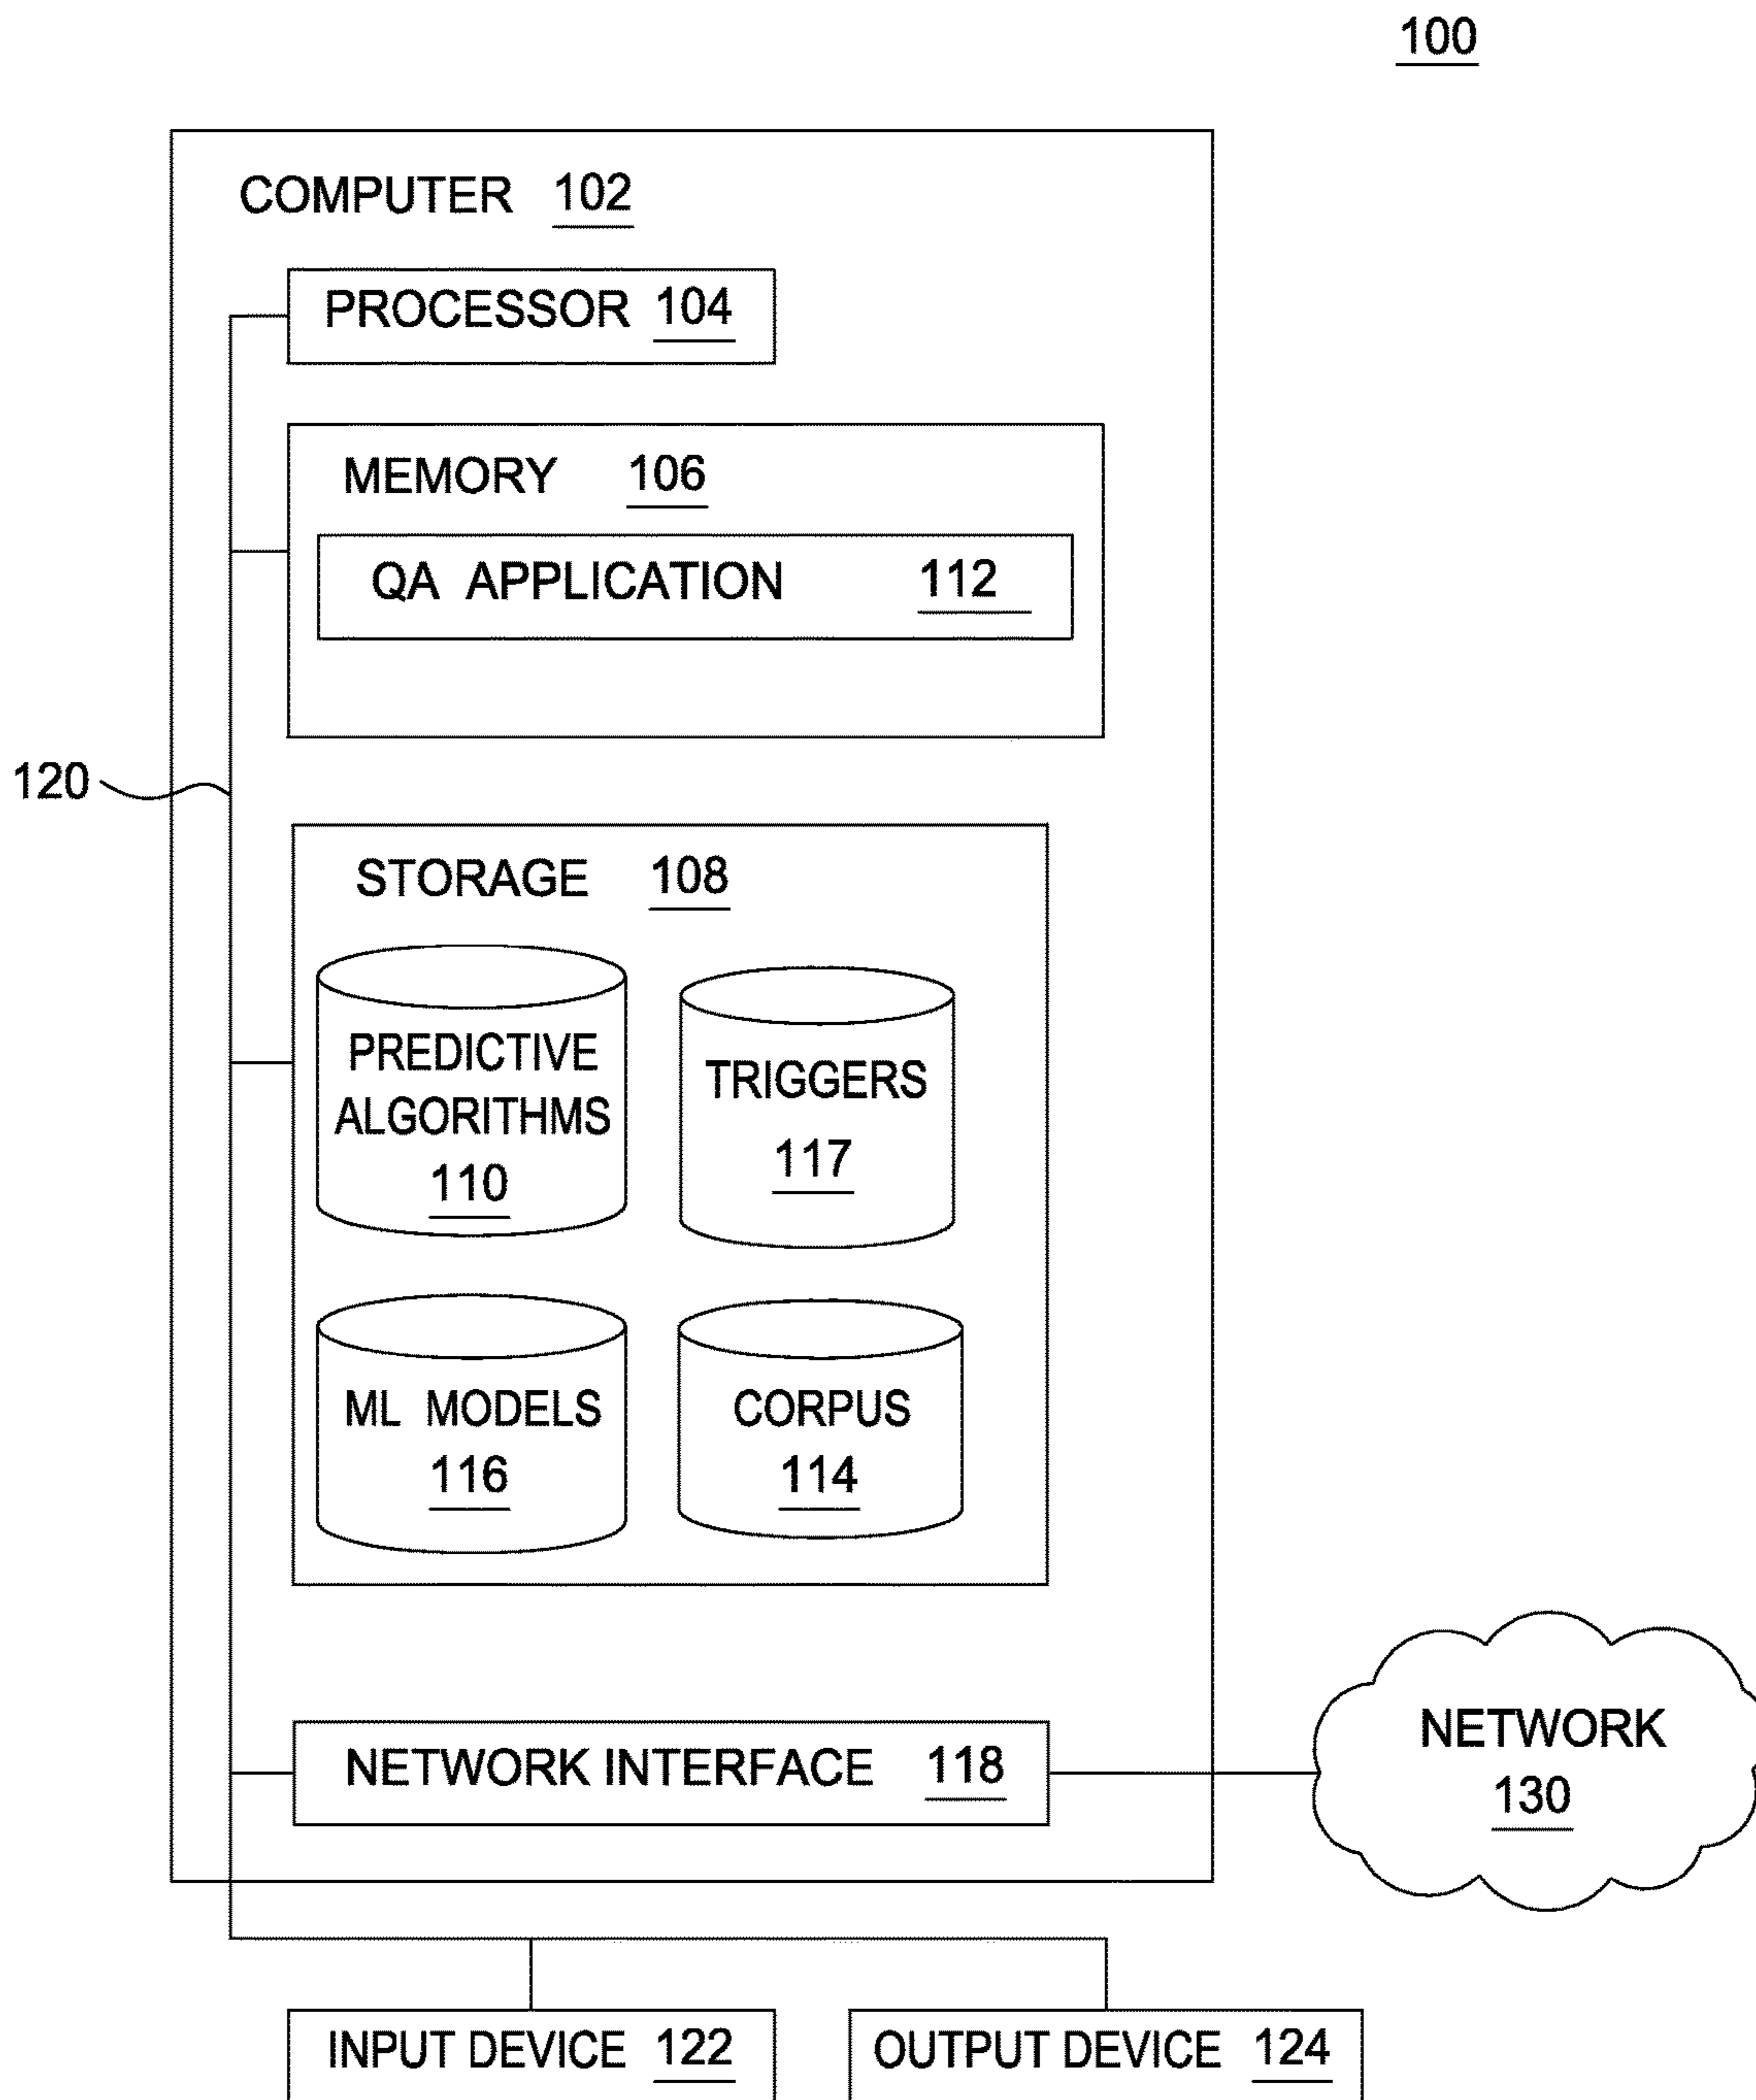 100
COMPUTER 102
PROCESSOR 104
MEMORY 106
QA APPLICATION 112
120
STORAGE 108
PREDICTIVE
ALGORITHMS
110
TRIGGERS
117
ML MODELS
116
CORPUS
114
NETWORK INTERFACE 118
NETWORK
130
INPUT DEVICE 122
OUTPUT DEVICE 124